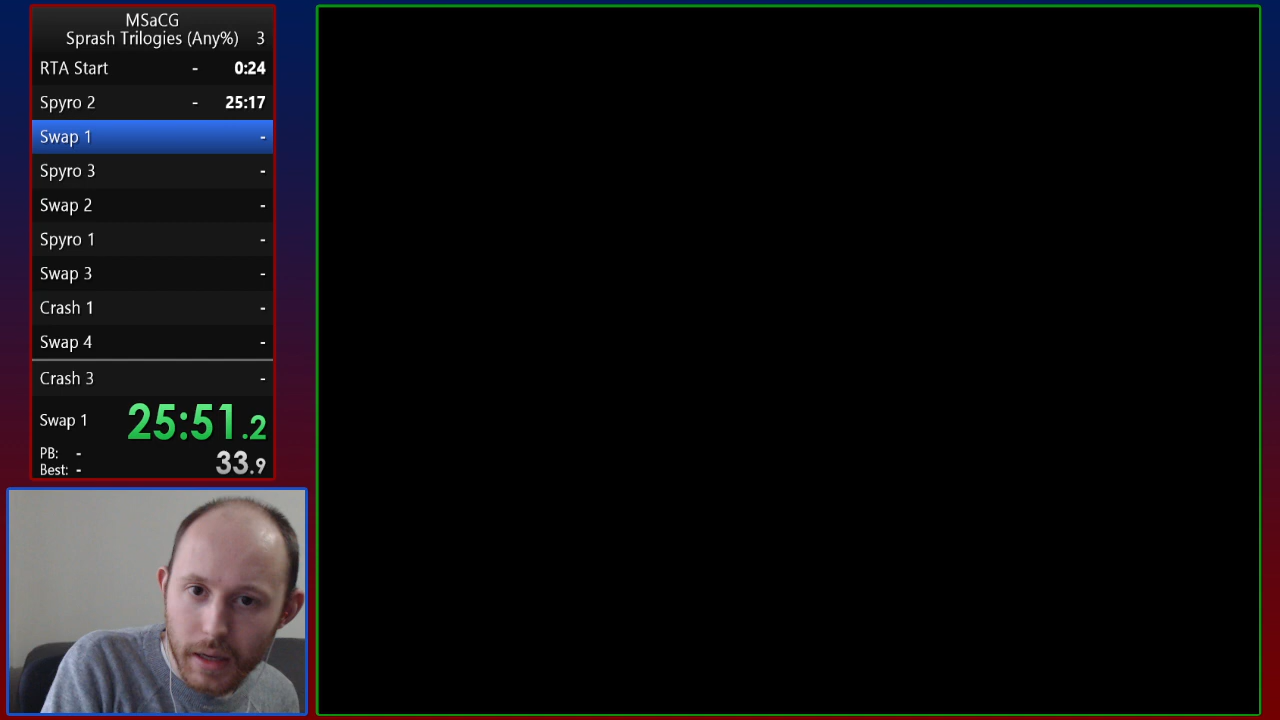 MSaCG
Sprash Trilogies (Any%) 3
RTA Start - 0:24
Spyro 2 - 25:17
Swap 1 -
Spyro 3 -
Swap 2 -
Spyro 1 -
Swap 3 -
Crash 1 -
Swap 4 -
Crash 3 -
Swap 1 25:51.2
PB: -
Best: - 33.9